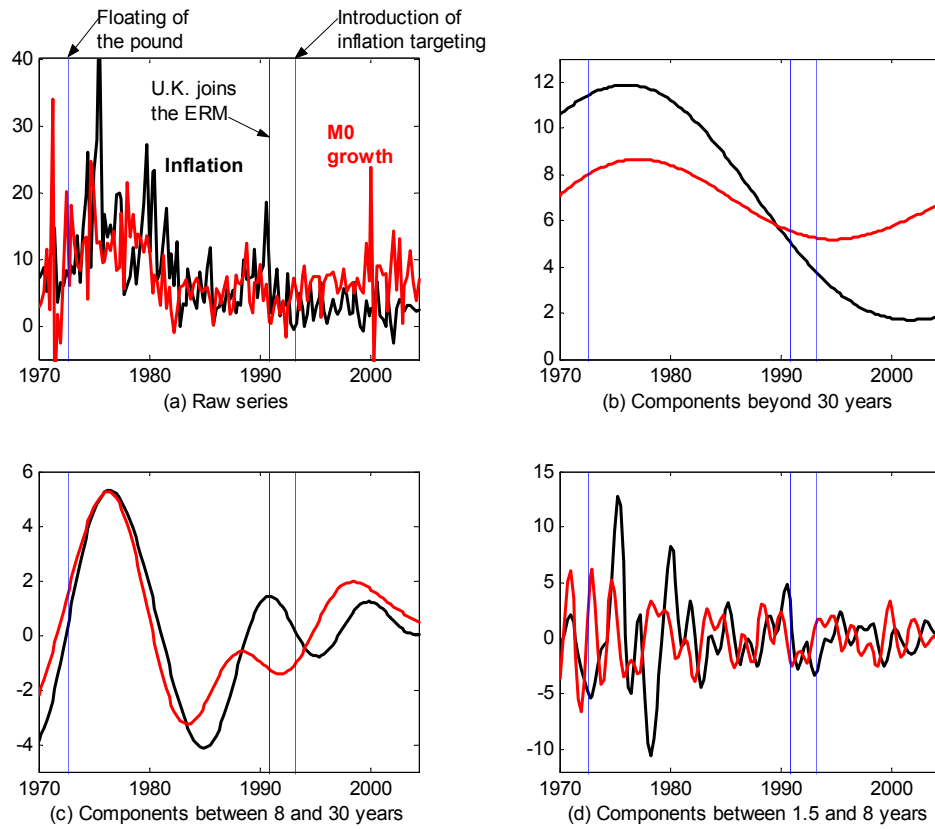 Floating of
the pound
Introduction of
inflation targeting
U.K. joins
the ERM
M0
growth
Inflation
40
30
20
10
0
1970 1980 1990 2000
(a) Raw series
12
10
8
6
4
2
0
1970 1980 1990 2000
(b) Components beyond 30 years
6
4
2
0
-2
-4
1970 1980 1990 2000
(c) Components between 8 and 30 years
15
10
5
0
-5
-10
1970 1980 1990 2000
(d) Components between 1.5 and 8 years